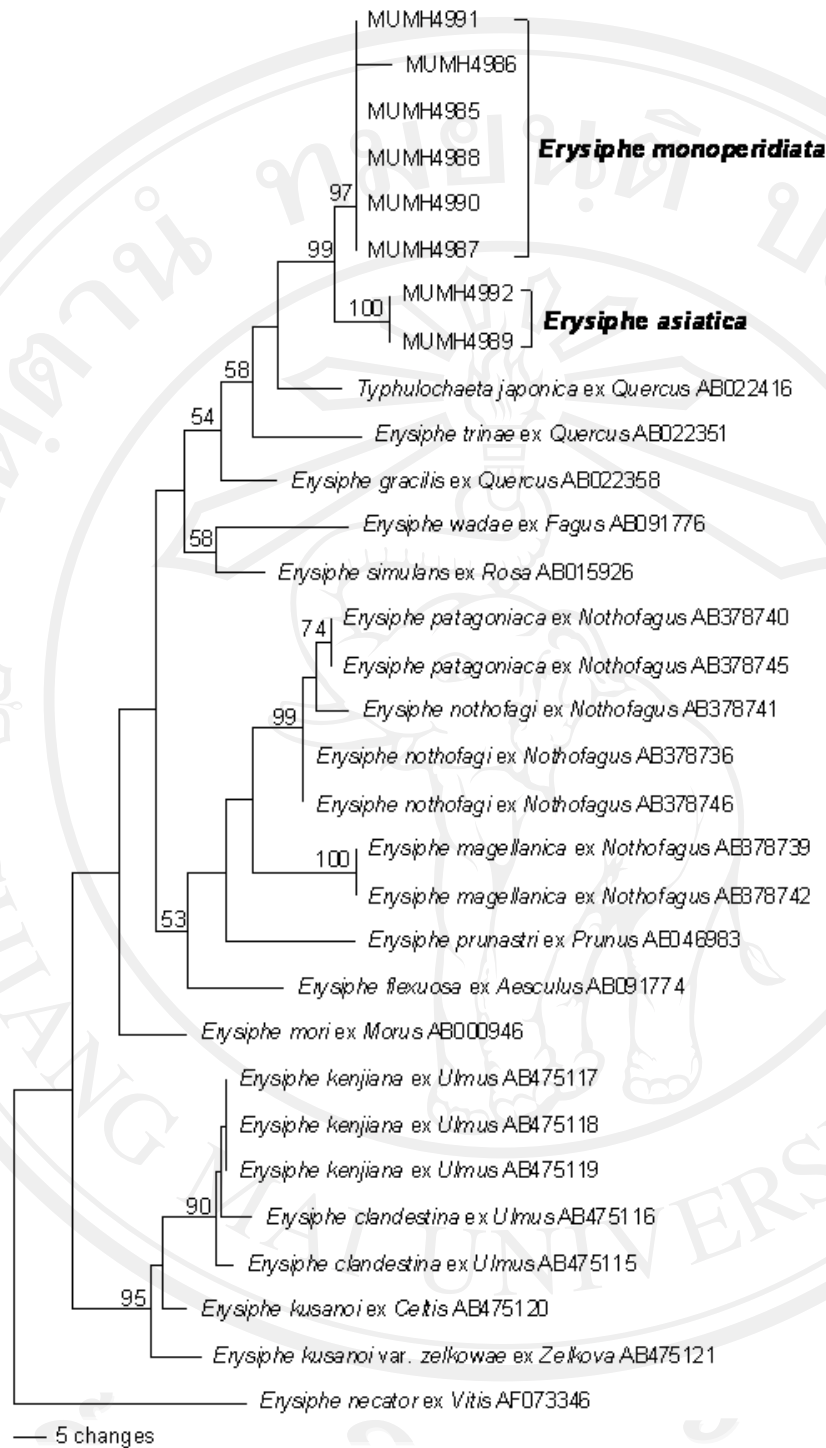 MUMH4991
MUMH4986
MUMH4985
MUMH4988
MUMH4990
MUMH4987
Erysiphe monoperidiata
97
99
MUMH4992
MUMH4989
100
Erysiphe asiatica
Typhulochaeta japonica ex Quercus AB022416
58
Erysiphe trinae ex Quercus AB022351
54
Erysiphe gracilis ex Quercus AB022358
Erysiphe wadae ex Fagus AB091776
58
Erysiphe simulans ex Rosa AB015926
Erysiphe patagoniaca ex Nothofagus AB378740
74
Erysiphe patagoniaca ex Nothofagus AB378745
Erysiphe nothofagi ex Nothofagus AB378741
99
Erysiphe nothofagi ex Nothofagus AB378736
Erysiphe nothofagi ex Nothofagus AB378746
Erysiphe magellanica ex Nothofagus AB378739
100
Erysiphe magellanica ex Nothofagus AB378742
53
Erysiphe prunastri ex Prunus AB046983
Erysiphe flexuosa ex Aesculus AB091774
Erysiphe mori ex Morus AB000946
Erysiphe kenjiana ex Ulmus AB475117
Erysiphe kenjiana ex Ulmus AB475118
Erysiphe kenjiana ex Ulmus AB475119
90
Erysiphe clandestina ex Ulmus AB475116
Erysiphe clandestina ex Ulmus AB475115
95
Erysiphe kusanoi ex Celtis AB475120
Erysiphe kusanoi var. zelkowae ex Zelkova AB475121
Erysiphe necator ex Vitis AF073346
5 changes
MAI UNIVERS